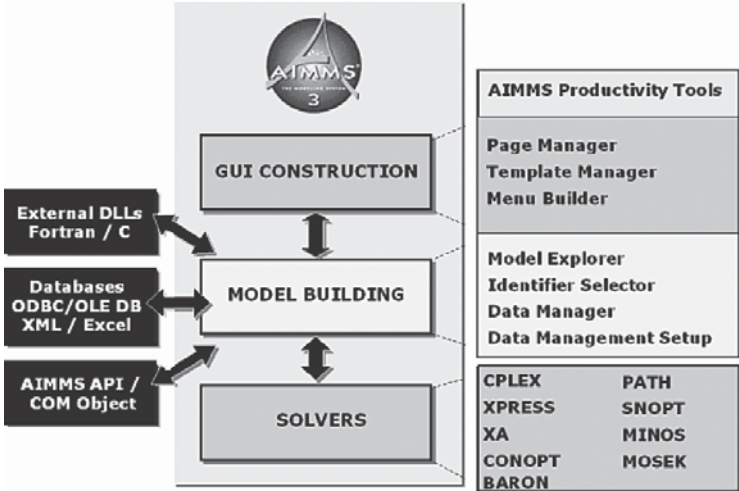 AIMMS®
THE MODELING SYSTEM
3
GUI CONSTRUCTION
MODEL BUILDING
SOLVERS
External DLLs
Fortran / C
Databases
ODBC/OLE DB
XML / Excel
AIMMS API /
COM Object
AIMMS Productivity Tools
Page Manager
Template Manager
Menu Builder
Model Explorer
Identifier Selector
Data Manager
Data Management Setup
CPLEX
XPRESS
XA
CONOPT
BARON
PATH
SNOPT
MINOS
MOSEK